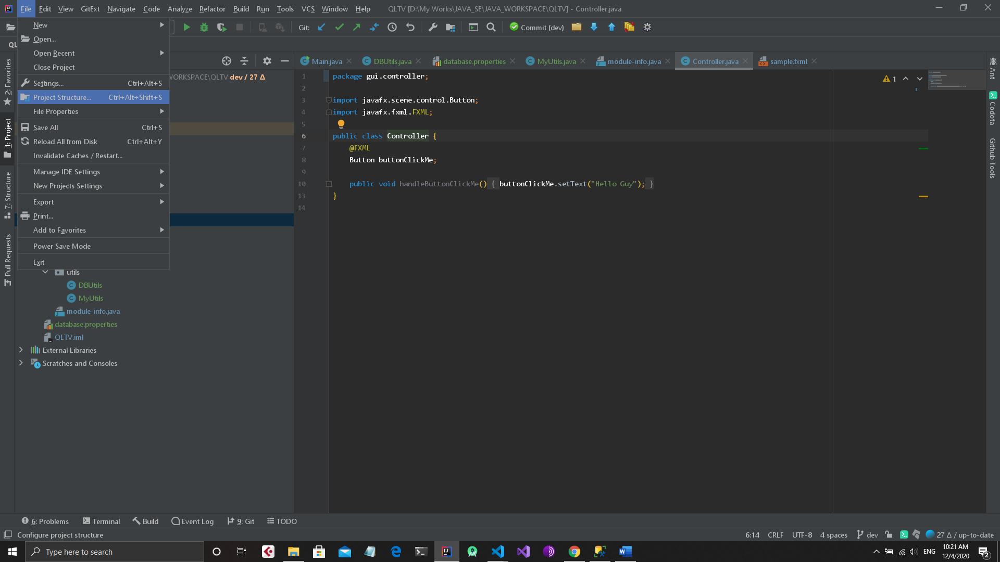 File Edit View GitExt Navigate Code Analyze Refactor Build Run Tools VCS Window Help QLTV [D:\My Works\JAVA_SE\JAVA_WORKSPACE\QLTV] - Controller.java
Git: Commit (dev)
QL
New
Open...
Open Recent
Close Project
Settings... Ctrl+Alt+S
Project Structure... Ctrl+Alt+Shift+S
File Properties
Save All Ctrl+S
Reload All from Disk Ctrl+Alt+Y
Invalidate Caches / Restart...
Manage IDE Settings
New Projects Settings
Export
Print...
Add to Favorites
Power Save Mode
Exit
2: Favorites
1: Project
7: Structure
Pull Requests
WORKSPACE\QLTV dev / 27 Δ
utils
DBUtils
MyUtils
module-info.java
database.properties
QLTV.iml
External Libraries
Scratches and Consoles
Main.java DBUtils.java database.properties MyUtils.java module-info.java Controller.java sample.fxml
1 package gui.controller;
2
3 import javafx.scene.control.Button;
4 import javafx.fxml.FXML;
5
6 public class Controller {
7 @FXML
8 Button buttonClickMe;
9
10 public void handleButtonClickMe() { buttonClickMe.setText("Hello Guy"); }
13 }
14
1
Ant
Codota
Github Tools
6: Problems Terminal Build Event Log 9: Git TODO
Configure project structure 6:14 CRLF UTF-8 4 spaces dev 27 Δ / up-to-date
Type here to search ENG 10:21 AM
12/4/2020 2